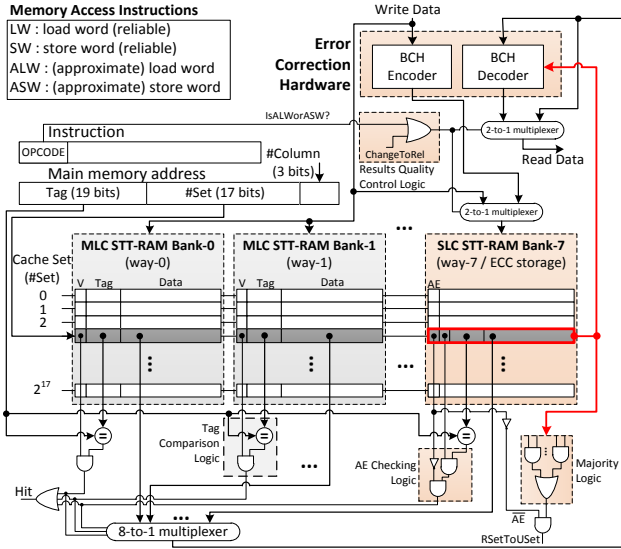 Memory Access Instructions
LW : load word (reliable)
SW : store word (reliable)
ALW : (approximate) load word
ASW : (approximate) store word
Write Data
Error
Correction
Hardware
BCH
Encoder
BCH
Decoder
IsALWorASW?
2-to-1 multiplexer
Read Data
ChangeToRel
Results Quality
Control Logic
Instruction
OPCODE
#Column
(3 bits)
Main memory address
Tag (19 bits)
#Set (17 bits)
2-to-1 multiplexer
...
MLC STT-RAM Bank-0
(way-0)
MLC STT-RAM Bank-1
(way-1)
SLC STT-RAM Bank-7
(way-7 / ECC storage)
Cache Set
(#Set)
V Tag Data
V Tag Data
AE
0
1
2
...
2^17
=
=
=
Tag
Comparison
Logic
...
AE Checking
Logic
Majority
Logic
Hit
...
8-to-1 multiplexer
A̅E̅
RSetToUSet